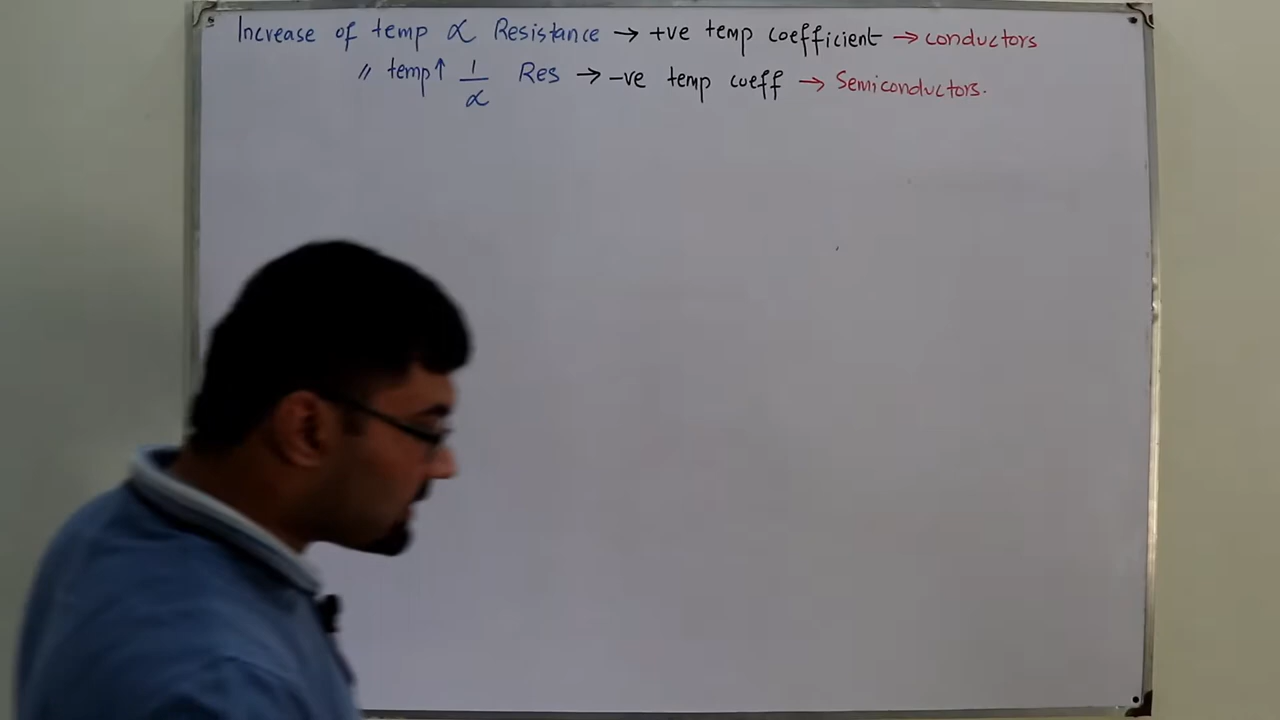 Increase of temp ∝ Resistance → +ve temp coefficient → conductors
〃 temp↑ 1/∝ Res → -ve temp coeff → Semiconductors.